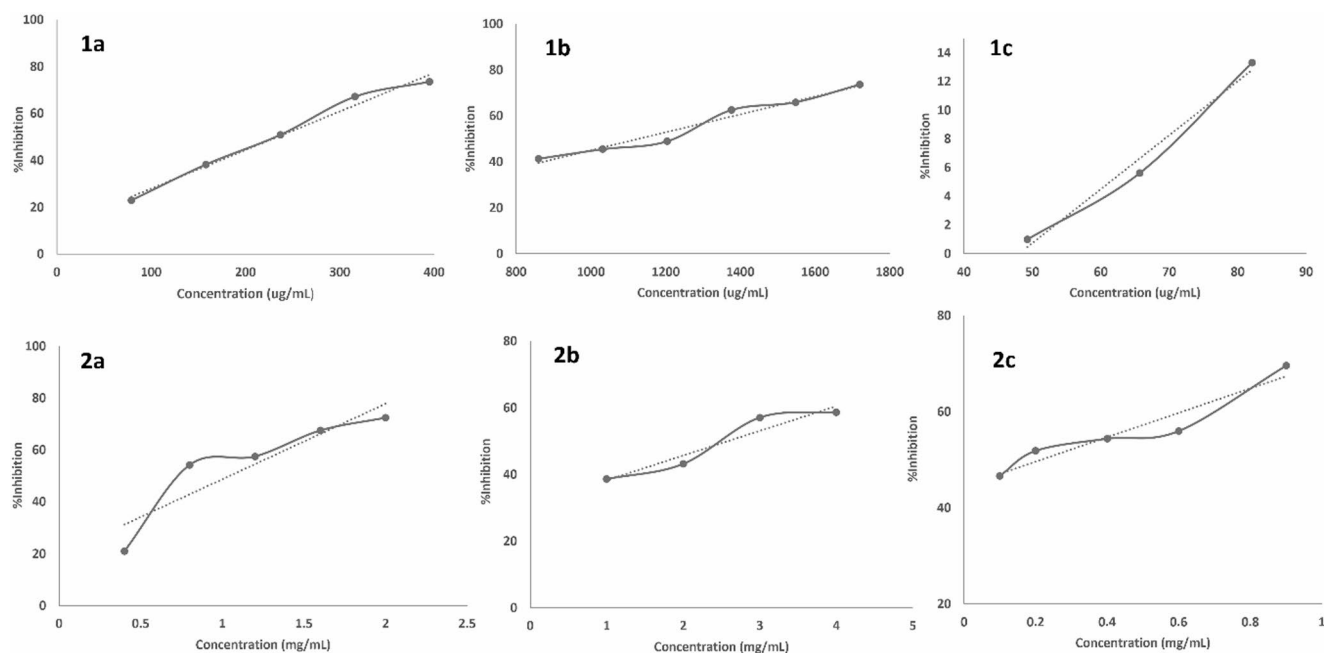 1a
%Inhibition
100
80
60
40
20
0
0 100 200 300 400
Concentration (ug/mL)
1b
%Inhibition
100
80
60
40
20
0
800 1000 1200 1400 1600 1800
Concentration (ug/mL)
1c
%Inhibition
14
12
10
8
6
4
2
0
40 50 60 70 80 90
Concentration (ug/mL)
2a
%Inhibition
100
80
60
40
20
0
0 0.5 1 1.5 2 2.5
Concentration (mg/mL)
2b
%Inhibition
80
60
40
20
0
0 1 2 3 4 5
Concentration (mg/mL)
2c
%Inhibition
80
60
40
20
0 0.2 0.4 0.6 0.8 1
Concentration (mg/mL)